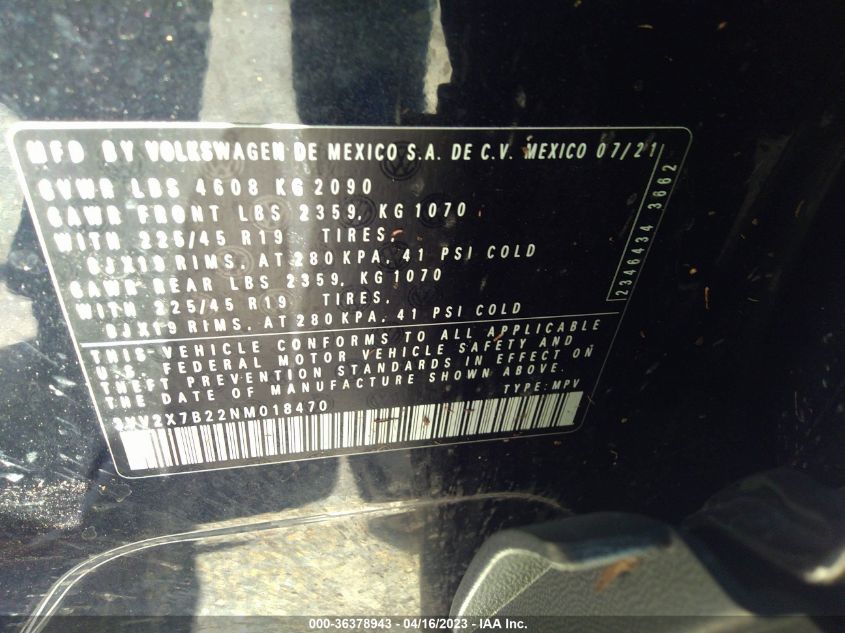 MFD BY VOLKSWAGEN DE MEXICO S.A. DE C.V. MEXICO 07/21
GVWR LBS 4608 KG 2090
GAWR FRONT LBS 2359, KG 1070
WITH 225/45 R19 TIRES,
8JX19 RIMS, AT 280 KPA, 41 PSI COLD
GAWR REAR LBS 2359, KG 1070
WITH 225/45 R19 TIRES,
8JX19 RIMS, AT 280 KPA, 41 PSI COLD
2346434 3662
THIS VEHICLE CONFORMS TO ALL APPLICABLE
U.S. FEDERAL MOTOR VEHICLE SAFETY AND
THEFT PREVENTION STANDARDS IN EFFECT ON
THE DATE OF MANUFACTURE SHOWN ABOVE.
TYPE: MPV
3VV2X7B22NM018470
000-36378943 - 04/16/2023 - IAA Inc.